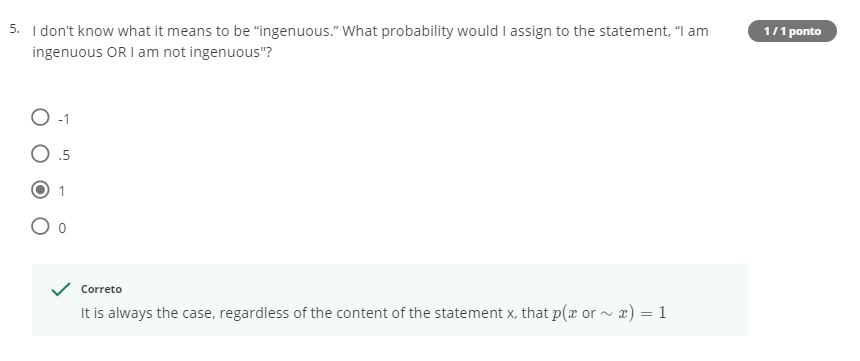 5. I don't know what it means to be "ingenuous." What probability would I assign to the statement, "I am
ingenuous OR I am not ingenuous"?
1 / 1 ponto
-1
.5
1
0
Correto
It is always the case, regardless of the content of the statement x, that p(x or ∼ x) = 1